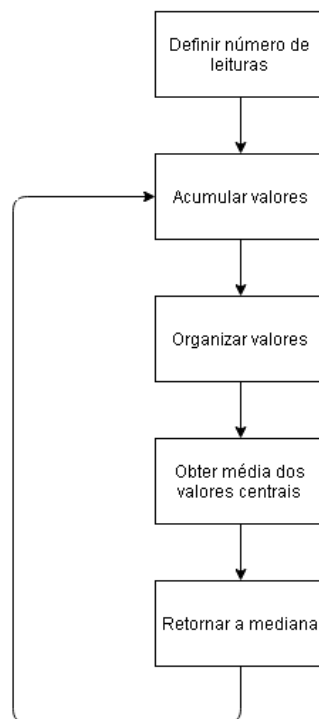 Definir número de
leituras
Acumular valores
Organizar valores
Obter média dos
valores centrais
Retornar a mediana